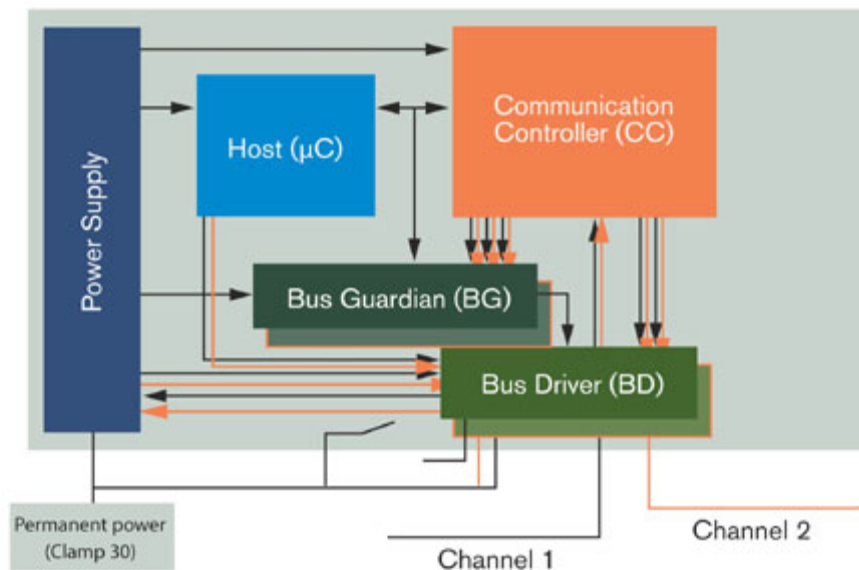 Power Supply
Host (µC)
Communication
Controller (CC)
Bus Guardian (BG)
Bus Driver (BD)
Permanent power
(Clamp 30)
Channel 1
Channel 2